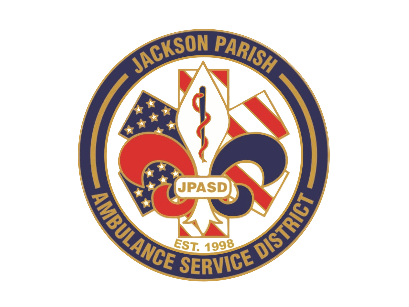 JACKSON PARISH
JPASD
EST. 1998
AMBULANCE SERVICE DISTRICT